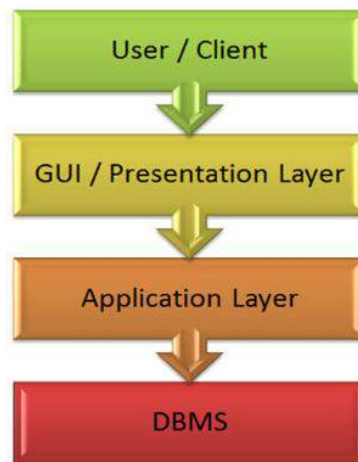 User / Client
GUI / Presentation Layer
Application Layer
DBMS